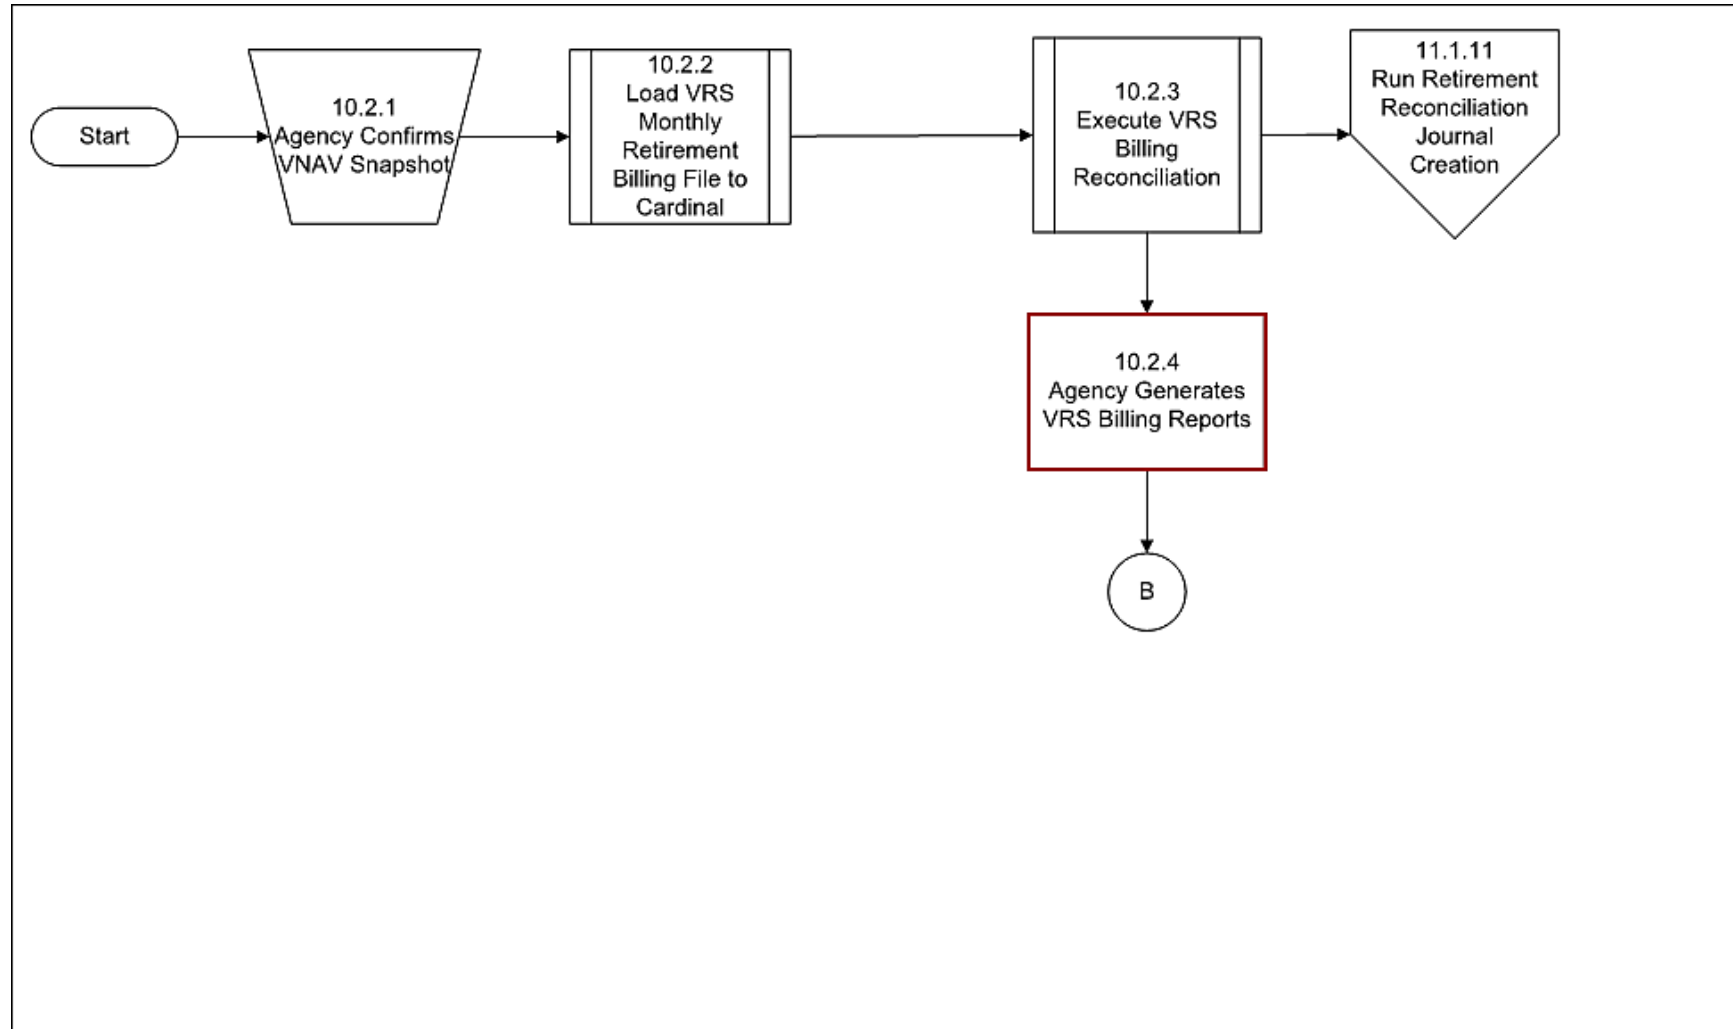 Start
10.2.1
Agency Confirms
VNAV Snapshot
10.2.2
Load VRS
Monthly
Retirement
Billing File to
Cardinal
10.2.3
Execute VRS
Billing
Reconciliation
11.1.11
Run Retirement
Reconciliation
Journal
Creation
10.2.4
Agency Generates
VRS Billing Reports
B